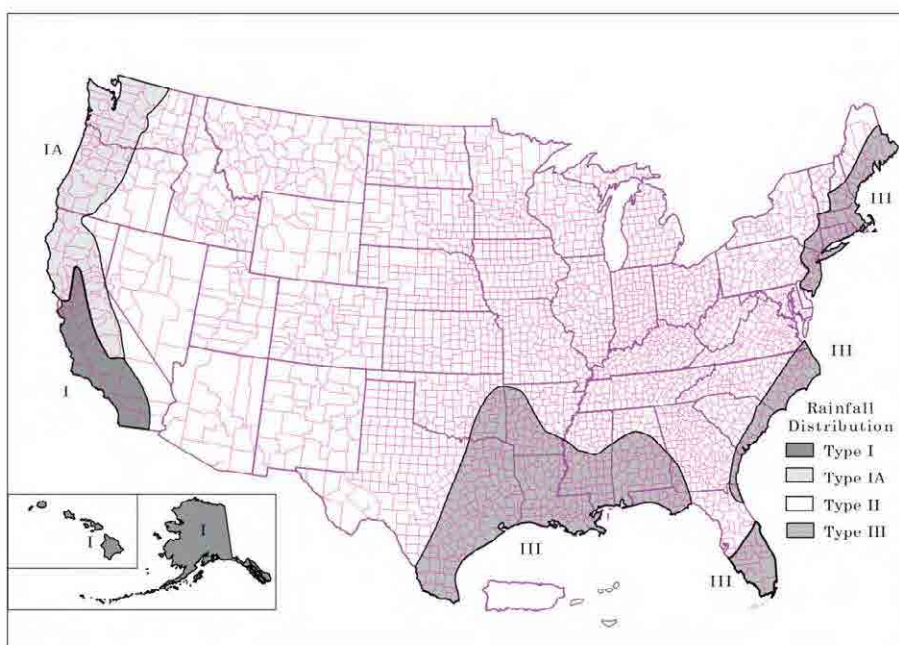 IA
III
III
I
Rainfall
Distribution
Type I
Type IA
Type II
Type III
I
I
III
III